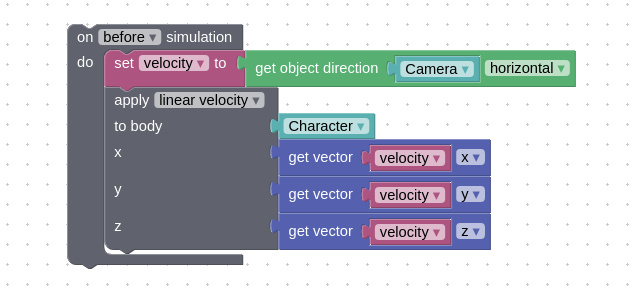 on before ▾ simulation
do set velocity ▾ to get object direction Camera ▾ horizontal ▾
apply linear velocity ▾
to body Character ▾
x get vector velocity ▾ x ▾
y get vector velocity ▾ y ▾
z get vector velocity ▾ z ▾